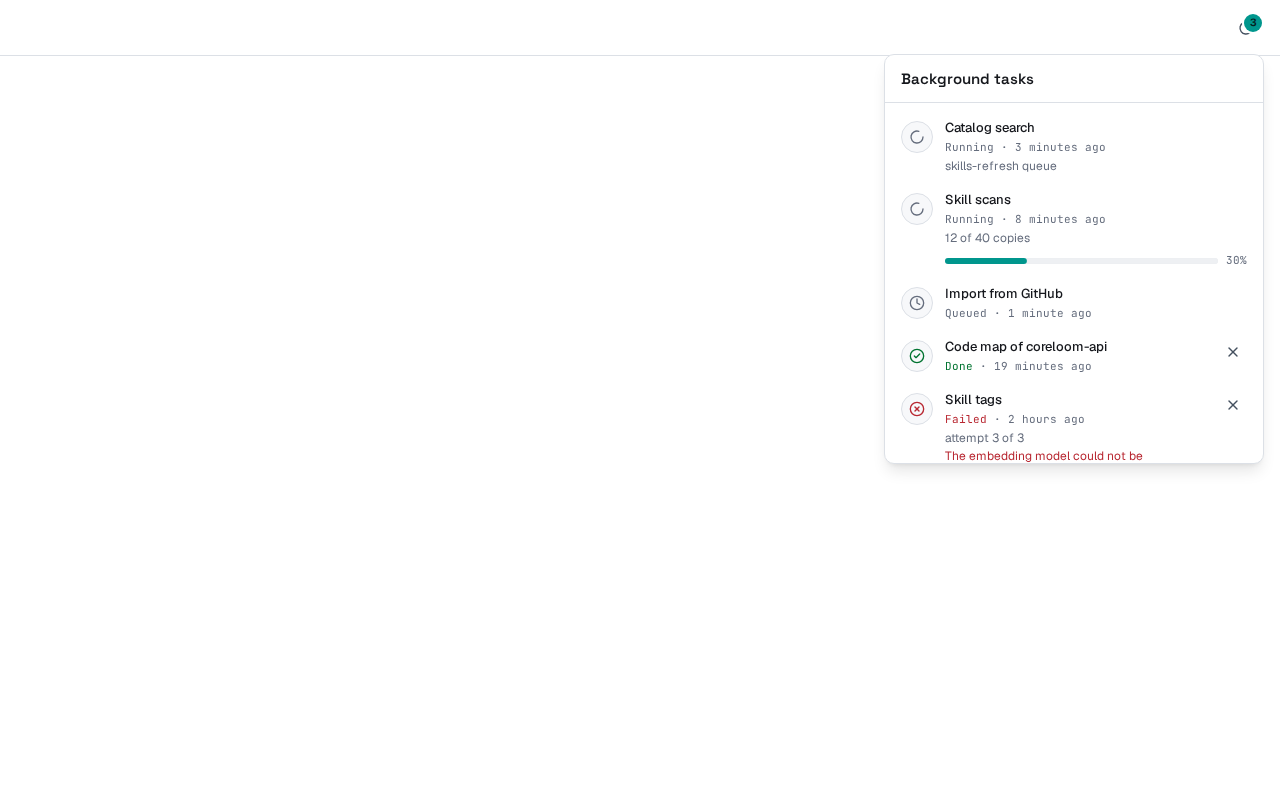 3
Background tasks
Catalog search
Running · 3 minutes ago
skills-refresh queue
Skill scans
Running · 8 minutes ago
12 of 40 copies
30%
Import from GitHub
Queued · 1 minute ago
Code map of coreloom-api
Done · 19 minutes ago
Skill tags
Failed · 2 hours ago
attempt 3 of 3
The embedding model could not be